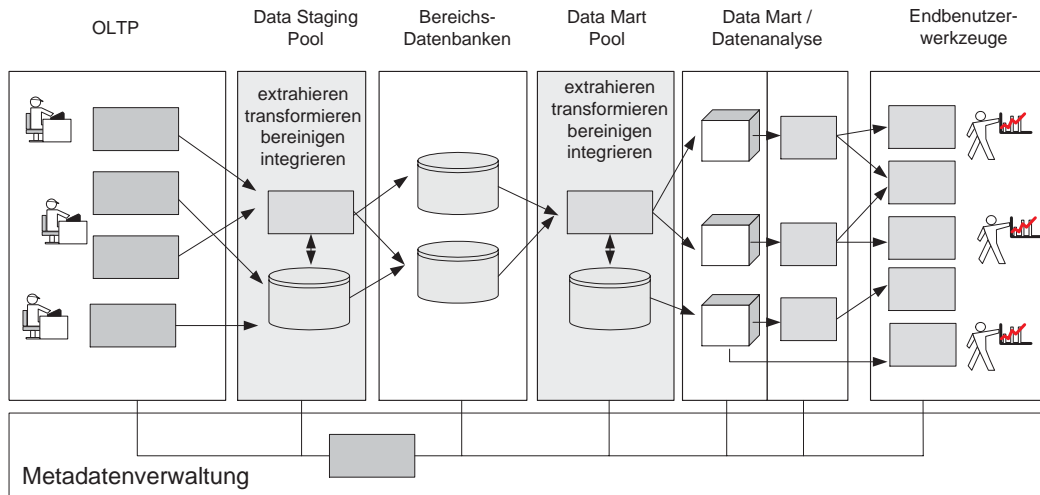 OLTP
Data Staging
Pool
Bereichs-
Datenbanken
Data Mart
Pool
Data Mart /
Datenanalyse
Endbenutzer-
werkzeuge
extrahieren
transformieren
bereinigen
integrieren
extrahieren
transformieren
bereinigen
integrieren
Metadatenverwaltung